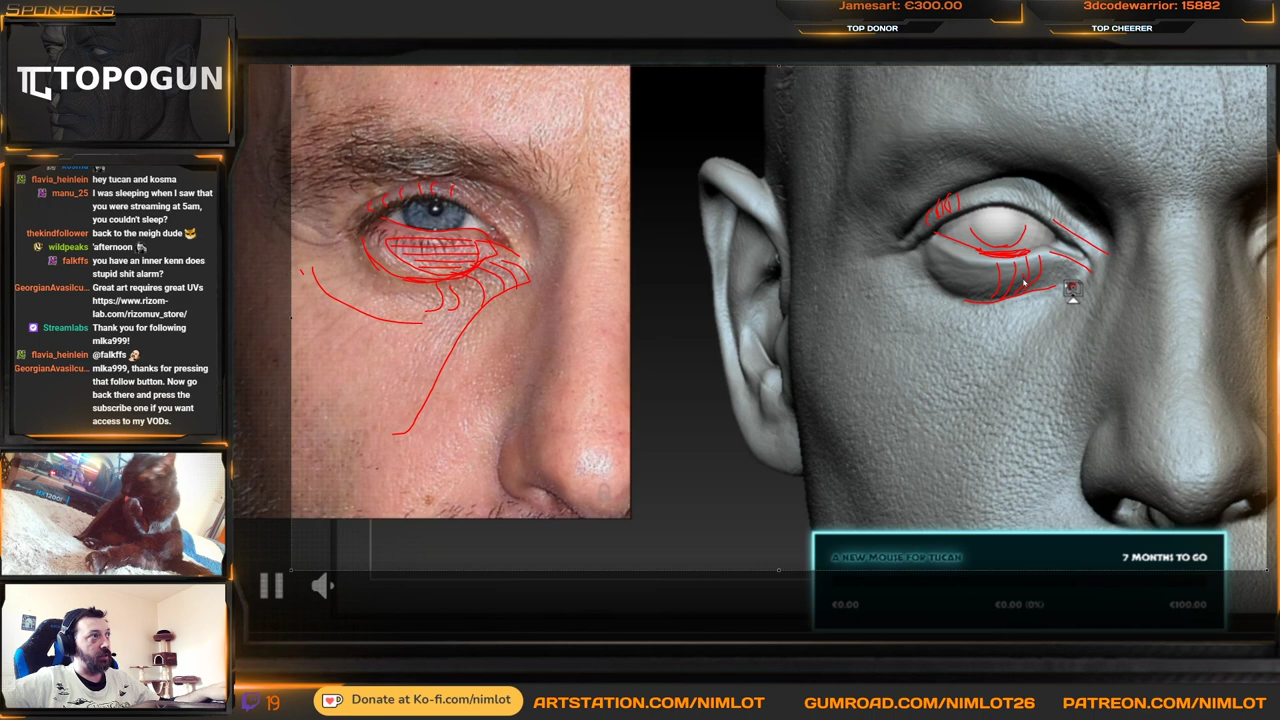 SPONSORS
Jamesart: €300.00
TOP DONOR
3dcodewarrior: 15882
TOP CHEERER
TOPOGUN
kosma
flavia_heinlein hey tucan and kosma
manu_25 I was sleeping when I saw that
you were streaming at 5am,
you couldn't sleep?
thekindfollower back to the neigh dude
wildpeaks 'afternoon
falkffs you have an inner kenn does
stupid shit alarm?
GeorgianAvasilcu... Great art requires great UVs
https://www.rizom-
lab.com/rizomuv_store/
Streamlabs Thank you for following
mlka999!
flavia_heinlein @falkffs
GeorgianAvasilcu... mlka999, thanks for pressing
that follow button. Now go
back there and press the
subscribe one if you want
access to my VODs.
A NEW MOUSE FOR TUCAN
7 MONTHS TO GO
€0.00
€0.00 (0%)
€100.00
19
Donate at Ko-fi.com/nimlot
ARTSTATION.COM/NIMLOT
GUMROAD.COM/NIMLOT26
PATREON.COM/NIMLOT